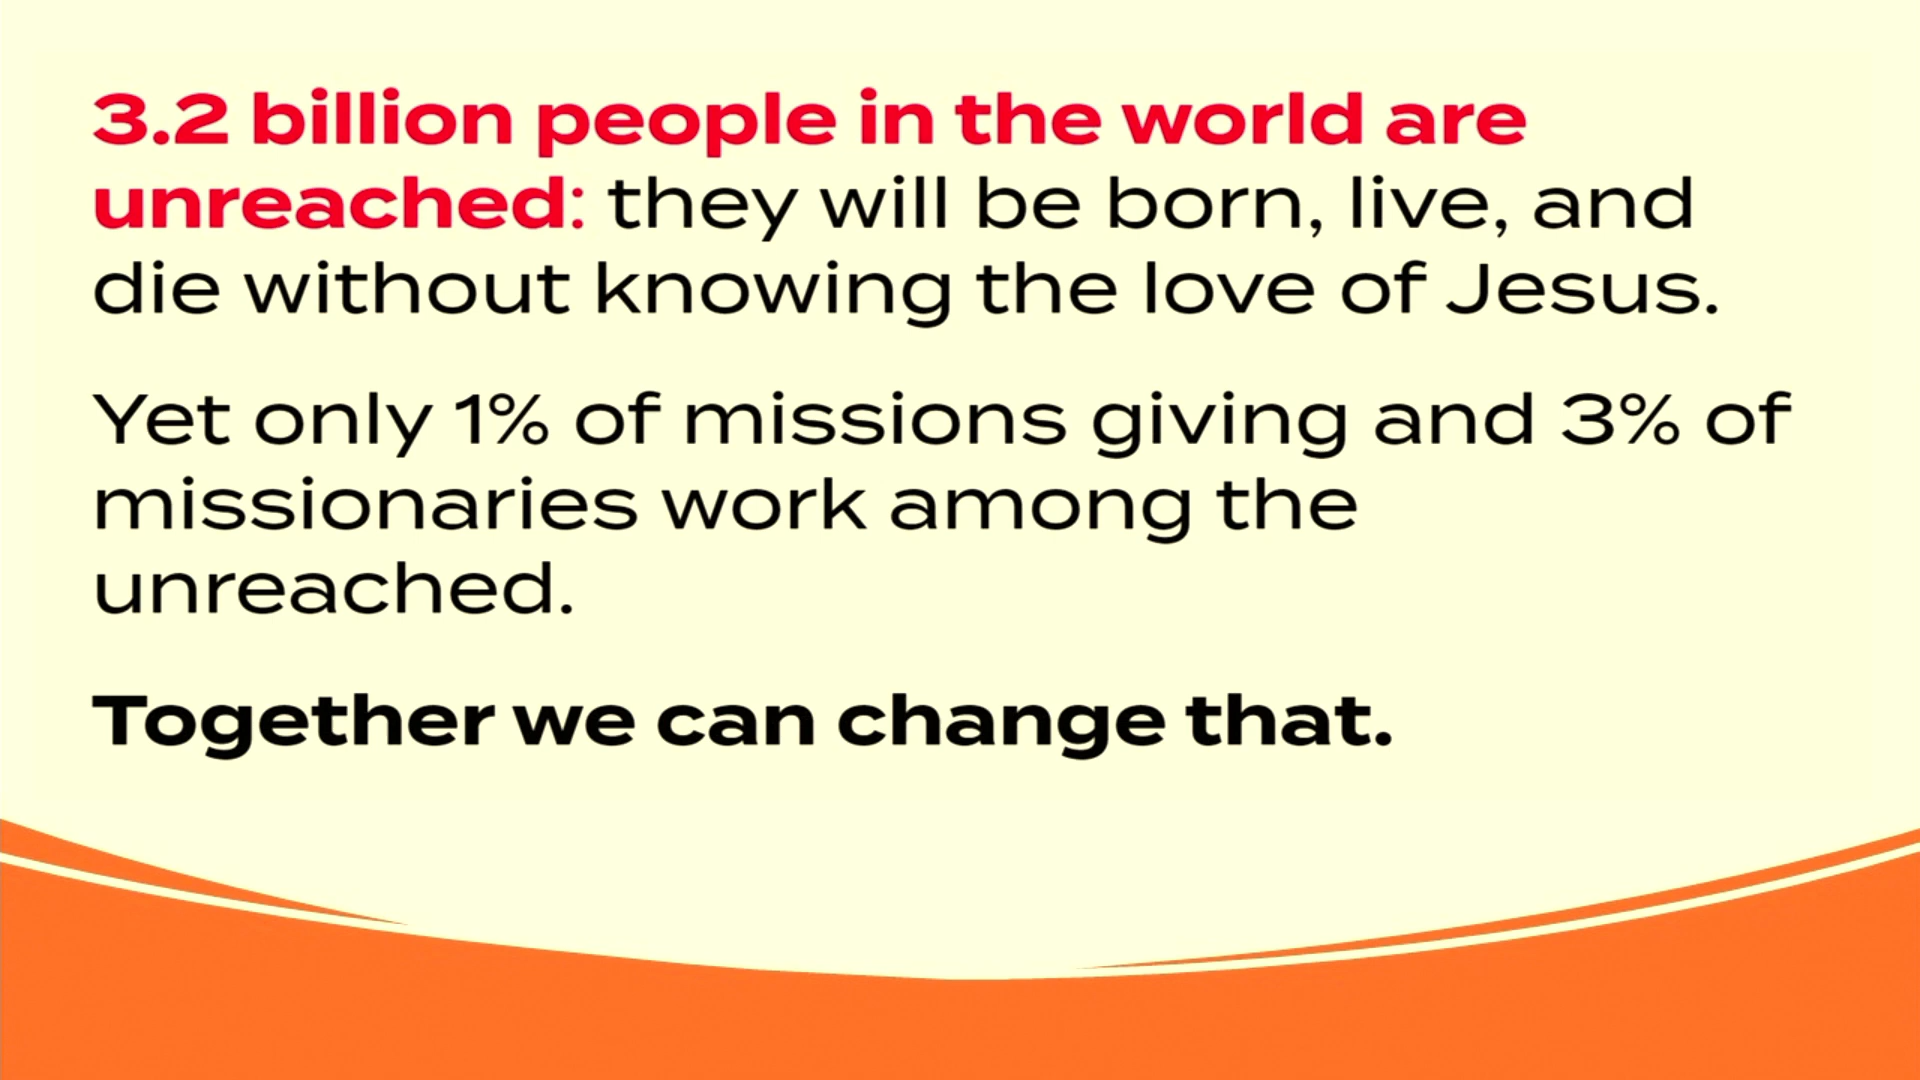 3.2 billion people in the world are
unreached: they will be born, live, and
die without knowing the love of Jesus.
Yet only 1% of missions giving and 3% of
missionaries work among the
unreached.
Together we can change that.